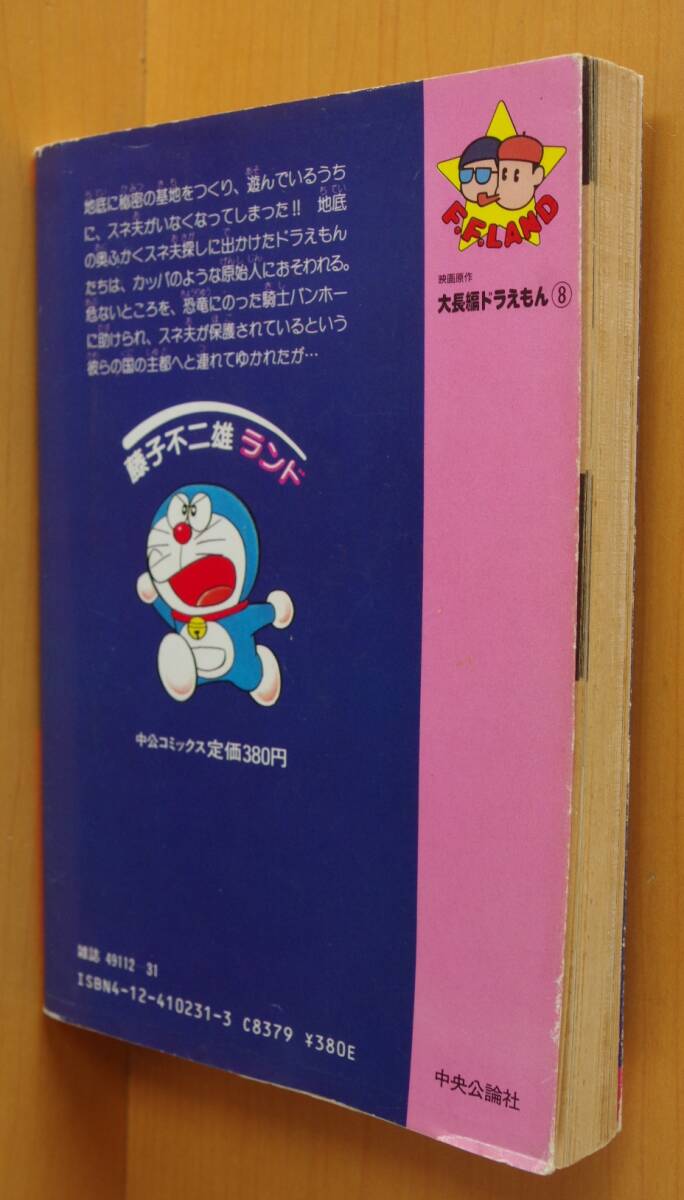 地底に秘密の基地をつくり、遊んでいるうち
に、スネ夫がいなくなってしまった!! 地底
の奥ふかくスネ夫探しに出かけたドラえもん
たちは、カッパのような原始人におそわれる。
危ないところを、恐竜にのった騎士バンホー
に助けられ、スネ夫が保護されているという
彼らの国の主都へと連れてゆかれたが…
藤子不二雄ランド
中公コミックス 定価380円
雑誌 49112 31
ISBN4-12-410231-3 C8379 ¥380E
F.F.LAND
映画原作
大長編ドラえもん⑧
中央公論社